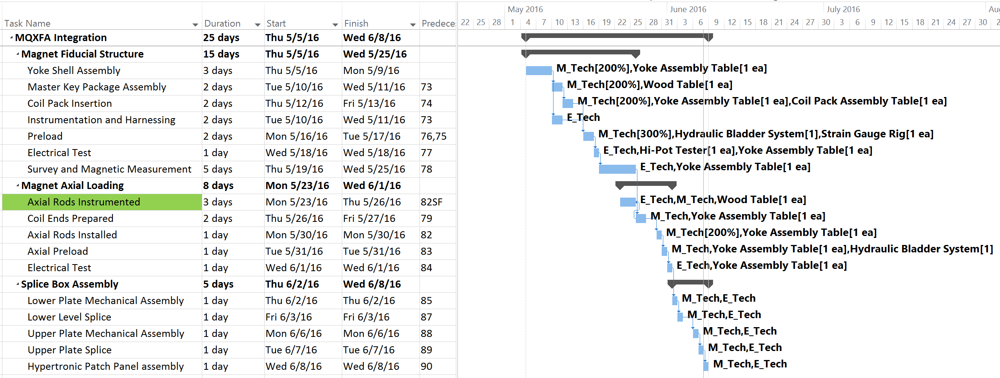 May 2016 June 2016 July 2016 Aug
Task Name Duration Start Finish Predeces 22 25 28 1 4 7 10 13 16 19 22 25 28 31 3 6 9 12 15 18 21 24 27 30 3 6 9 12 15 18 21 24 27 30 2
MQXFA Integration 25 days Thu 5/5/16 Wed 6/8/16
Magnet Fiducial Structure 15 days Thu 5/5/16 Wed 5/25/16
Yoke Shell Assembly 3 days Thu 5/5/16 Mon 5/9/16 M_Tech[200%],Yoke Assembly Table[1 ea]
Master Key Package Assembly 2 days Tue 5/10/16 Wed 5/11/16 73 M_Tech[200%],Wood Table[1 ea]
Coil Pack Insertion 2 days Thu 5/12/16 Fri 5/13/16 74 M_Tech[200%],Yoke Assembly Table[1 ea],Coil Pack Assembly Table[1 ea]
Instrumentation and Harnessing 2 days Tue 5/10/16 Wed 5/11/16 73 E_Tech
Preload 2 days Mon 5/16/16 Tue 5/17/16 76,75 M_Tech[300%],Hydraulic Bladder System[1],Strain Gauge Rig[1 ea]
Electrical Test 1 day Wed 5/18/16 Wed 5/18/16 77 E_Tech,Hi-Pot Tester[1 ea],Yoke Assembly Table[1 ea]
Survey and Magnetic Measurement 5 days Thu 5/19/16 Wed 5/25/16 78 E_Tech,Yoke Assembly Table[1 ea]
Magnet Axial Loading 8 days Mon 5/23/16 Wed 6/1/16
Axial Rods Instrumented 3 days Mon 5/23/16 Thu 5/26/16 82SF E_Tech,M_Tech,Wood Table[1 ea]
Coil Ends Prepared 2 days Thu 5/26/16 Fri 5/27/16 79 M_Tech,Yoke Assembly Table[1 ea]
Axial Rods Installed 1 day Mon 5/30/16 Mon 5/30/16 82 M_Tech[200%],Yoke Assembly Table[1 ea]
Axial Preload 1 day Tue 5/31/16 Tue 5/31/16 83 M_Tech,Yoke Assembly Table[1 ea],Hydraulic Bladder System[1]
Electrical Test 1 day Wed 6/1/16 Wed 6/1/16 84 E_Tech,Yoke Assembly Table[1 ea]
Splice Box Assembly 5 days Thu 6/2/16 Wed 6/8/16
Lower Plate Mechanical Assembly 1 day Thu 6/2/16 Thu 6/2/16 85 M_Tech,E_Tech
Lower Level Splice 1 day Fri 6/3/16 Fri 6/3/16 87 M_Tech,E_Tech
Upper Plate Mechanical Assembly 1 day Mon 6/6/16 Mon 6/6/16 88 M_Tech,E_Tech
Upper Plate Splice 1 day Tue 6/7/16 Tue 6/7/16 89 M_Tech,E_Tech
Hypertronic Patch Panel assembly 1 day Wed 6/8/16 Wed 6/8/16 90 M_Tech,E_Tech